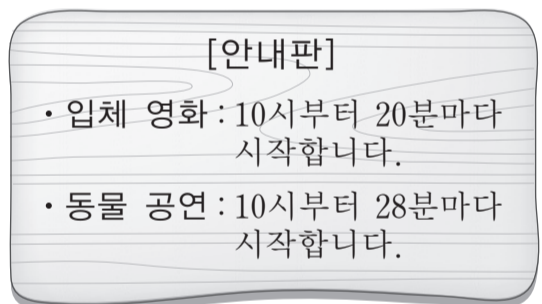 [안내판]
• 입체 영화 : 10시부터 20분마다
시작합니다.
• 동물 공연 : 10시부터 28분마다
시작합니다.